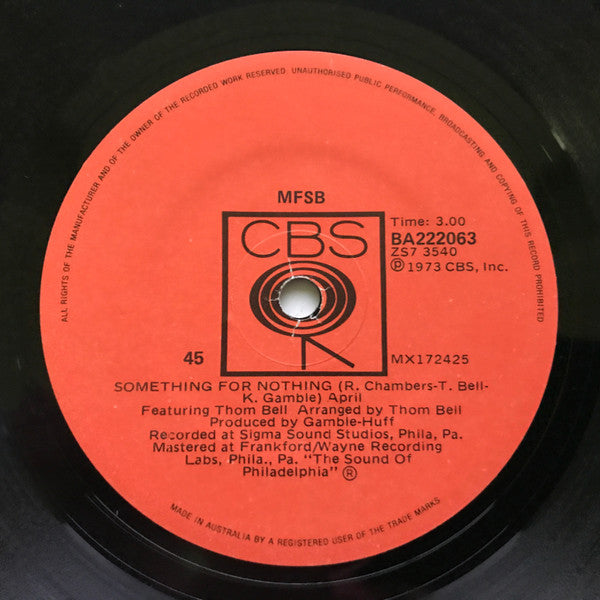 ALL RIGHTS OF THE MANUFACTURER AND OF THE OWNER OF THE RECORDED WORK RESERVED. UNAUTHORISED PUBLIC PERFORMANCE, BROADCASTING AND COPYING OF THIS RECORD PROHIBITED
MFSB
CBS
Time: 3.00
BA222063
ZS7 3540
Ⓟ 1973 CBS, Inc.
45
MX172425
SOMETHING FOR NOTHING (R. Chambers-T. Bell-
K. Gamble) April
Featuring Thom Bell Arranged by Thom Bell
Produced by Gamble-Huff
Recorded at Sigma Sound Studios, Phila, Pa.
Mastered at Frankford/Wayne Recording
Labs, Phila., Pa. "The Sound Of
Philadelphia" ®
MADE IN AUSTRALIA BY A REGISTERED USER OF THE TRADE MARKS.